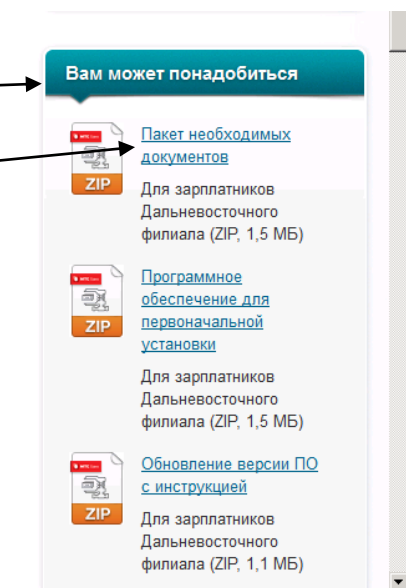 Вам может понадобиться
Пакет необходимых
документов
ZIP
Для зарплатников
Дальневосточного
филиала (ZIP, 1,5 МБ)
Программное
обеспечение для
первоначальной
установки
ZIP
Для зарплатников
Дальневосточного
филиала (ZIP, 1,5 МБ)
Обновление версии ПО
с инструкцией
ZIP
Для зарплатников
Дальневосточного
филиала (ZIP, 1,1 МБ)